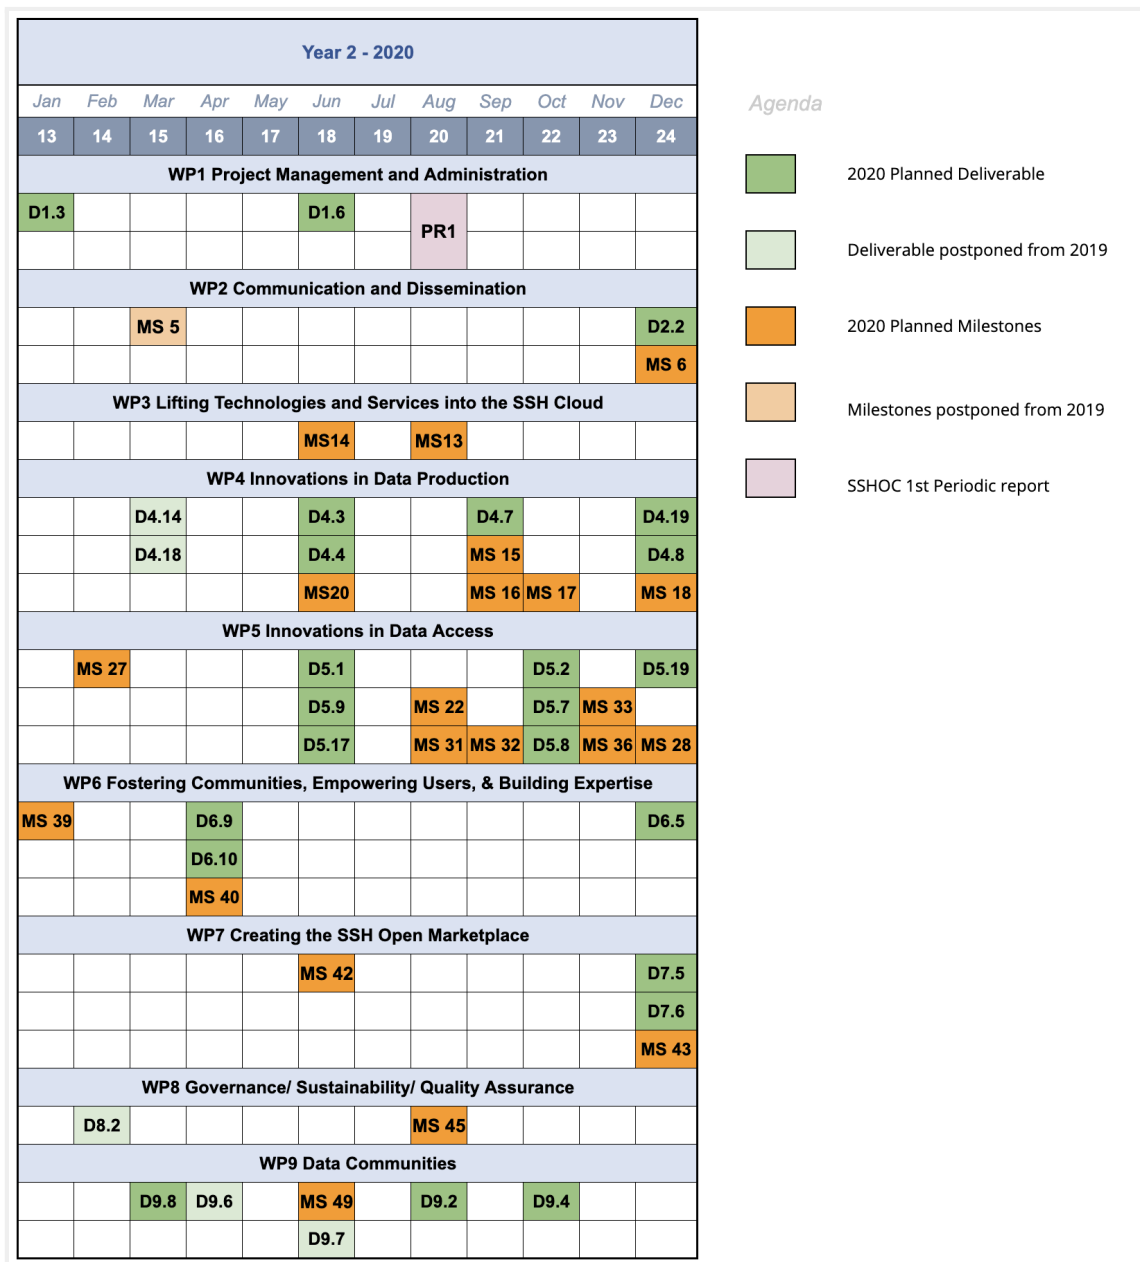 Year 2 - 2020
Jan Feb Mar Apr May Jun Jul Aug Sep Oct Nov Dec
Agenda
13 14 15 16 17 18 19 20 21 22 23 24
WP1 Project Management and Administration
2020 Planned Deliverable
D1.3 D1.6
PR1
Deliverable postponed from 2019
WP2 Communication and Dissemination
MS 5 D2.2
2020 Planned Milestones
MS 6
WP3 Lifting Technologies and Services into the SSH Cloud
Milestones postponed from 2019
MS14 MS13
WP4 Innovations in Data Production
SSHOC 1st Periodic report
D4.14 D4.3 D4.7 D4.19
D4.18 D4.4 MS 15 D4.8
MS20 MS 16 MS 17 MS 18
WP5 Innovations in Data Access
MS 27 D5.1 D5.2 D5.19
D5.9 MS 22 D5.7 MS 33
D5.17 MS 31 MS 32 D5.8 MS 36 MS 28
WP6 Fostering Communities, Empowering Users, & Building Expertise
MS 39 D6.9 D6.5
D6.10
MS 40
WP7 Creating the SSH Open Marketplace
MS 42 D7.5
D7.6
MS 43
WP8 Governance/ Sustainability/ Quality Assurance
D8.2 MS 45
WP9 Data Communities
D9.8 D9.6 MS 49 D9.2 D9.4
D9.7